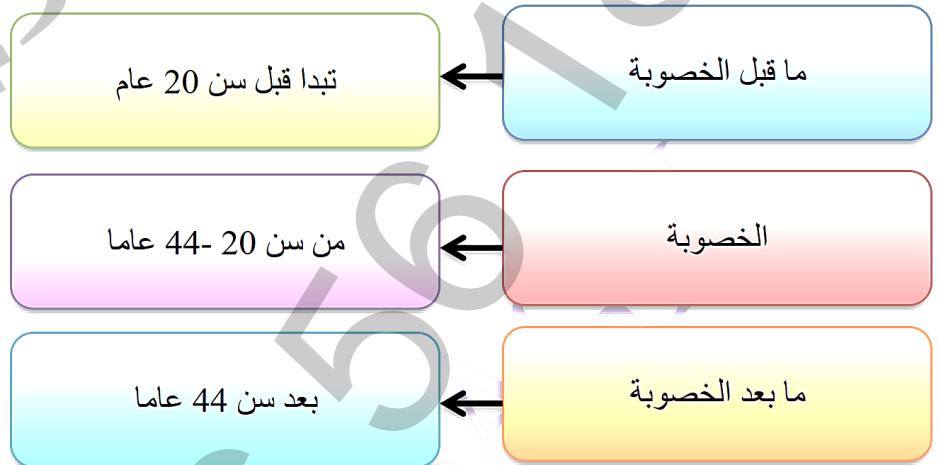 ما قبل الخصوبة
تبدا قبل سن 20 عام
الخصوبة
من سن 20 -44 عاما
ما بعد الخصوبة
بعد سن 44 عاما